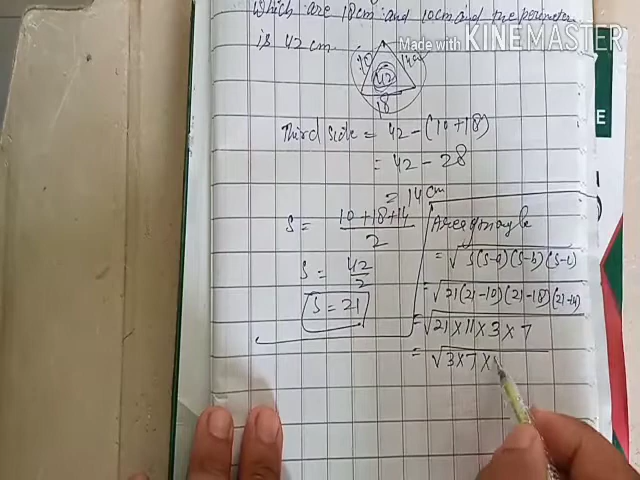 which are 18cm and 10cm and the perimeter
is 42 cm.
Made with KINEMASTER
10
14cm
42
18
Third side = 42 - (10 + 18)
= 42 - 28
= 14 cm
S = 10 + 18 + 14 / 2
S = 42 / 2
S = 21
Area of
= √s(s-a)(s-b)(s-c)
= √21(21-10)(21-18)(21-14)
= √21 × 11 × 3 × 7
= √3 × 7 ×